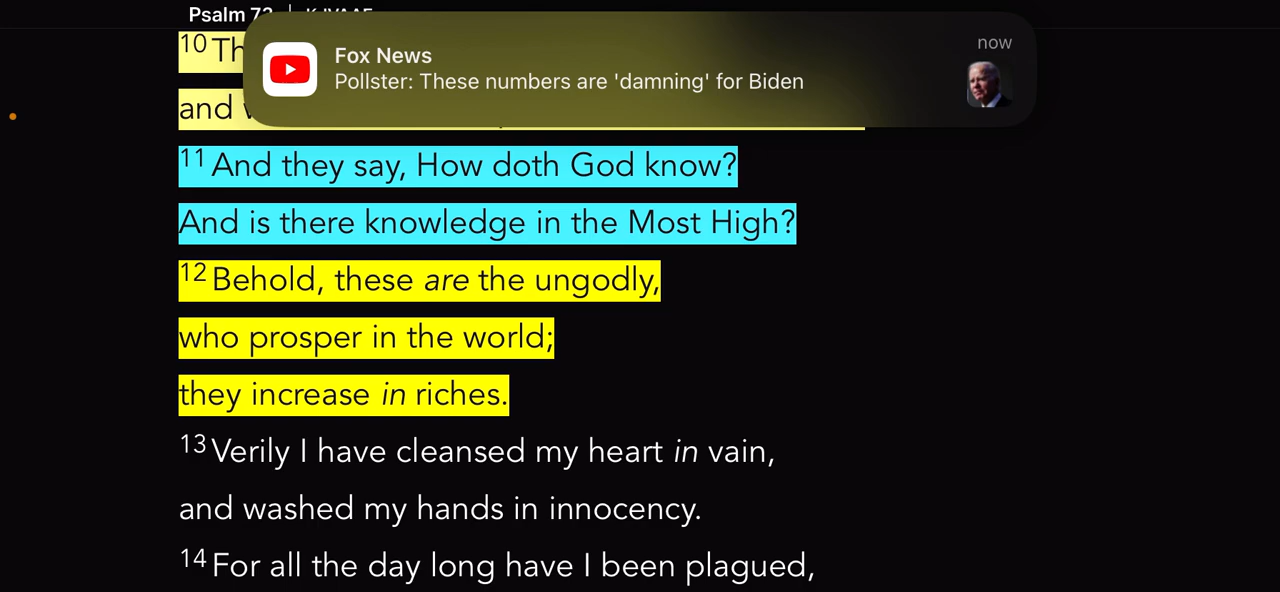 Psalm 73
Fox News
now
Pollster: These numbers are 'damning' for Biden
10 Th
and
11 And they say, How doth God know?
And is there knowledge in the Most High?
12 Behold, these are the ungodly,
who prosper in the world;
they increase in riches.
13 Verily I have cleansed my heart in vain,
and washed my hands in innocency.
14 For all the day long have I been plagued,